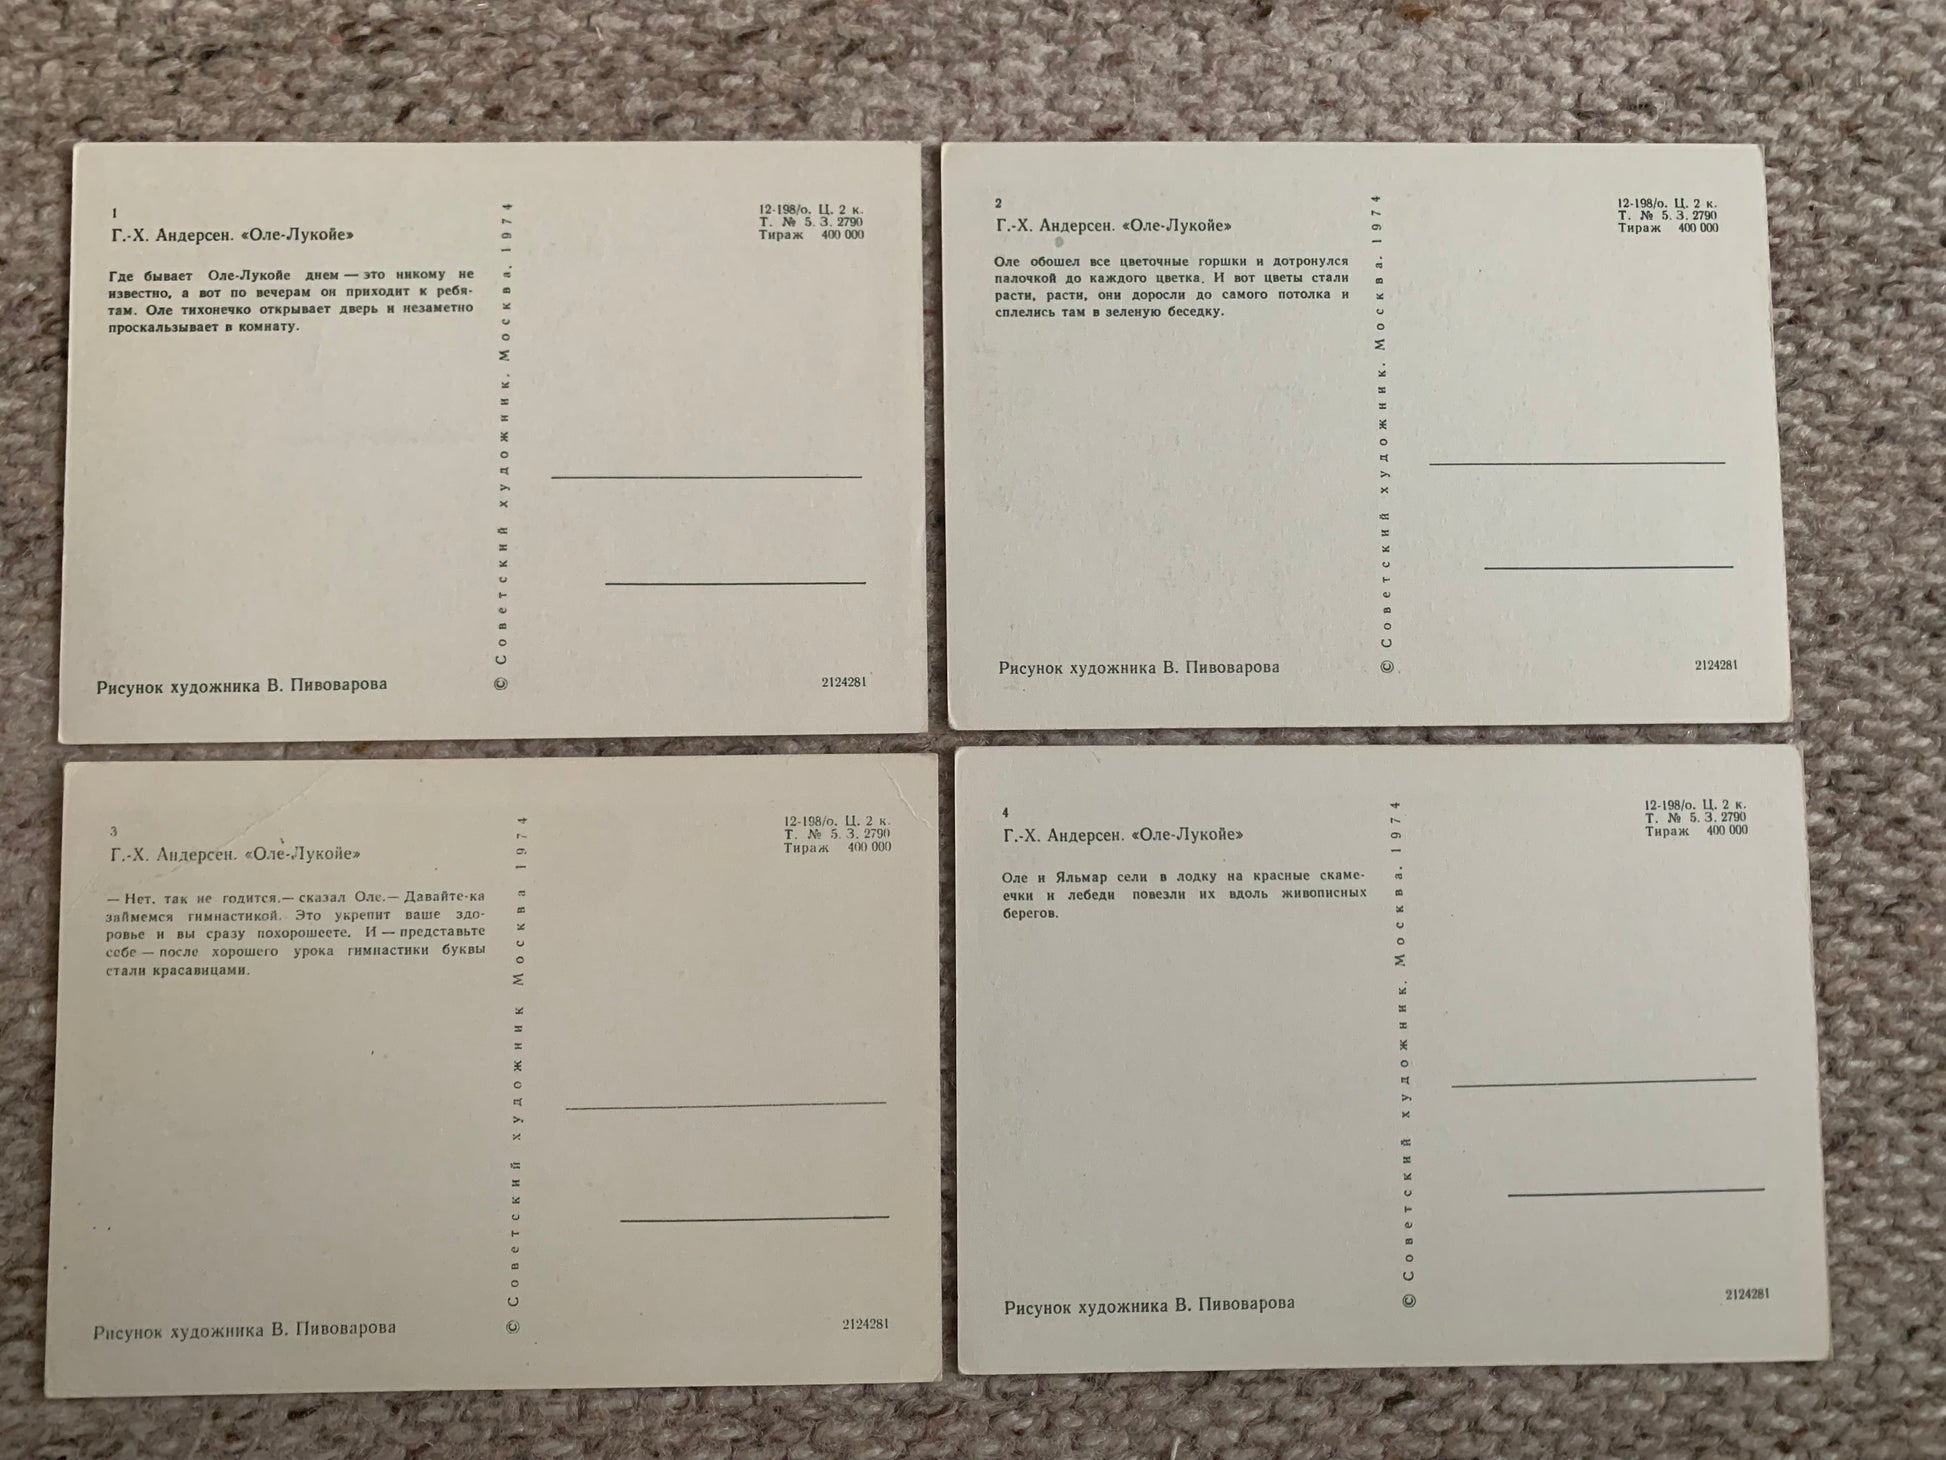 1
Г.-Х. Андерсен. «Оле-Лукойе»
Где бывает Оле-Лукойе днем — это никому не
известно, а вот по вечерам он приходит к ребя-
там. Оле тихонечко открывает дверь и незаметно
проскальзывает в комнату.
Рисунок художника В. Пивоварова
© Советский художник. Москва. 1974
12-198/о. Ц. 2 к.
Т. № 5. З. 2790
Тираж 400 000
2124281
2
Г.-Х. Андерсен. «Оле-Лукойе»
Оле обошел все цветочные горшки и дотронулся
палочкой до каждого цветка. И вот цветы стали
расти, расти, они доросли до самого потолка и
сплелись там в зеленую беседку.
Рисунок художника В. Пивоварова
© Советский художник. Москва. 1974
12-198/о. Ц. 2 к.
Т. № 5. З. 2790
Тираж 400 000
2124281
3
Г.-Х. Андерсен. «Оле-Лукойе»
— Нет, так не годится,— сказал Оле.— Давайте-ка
займемся гимнастикой. Это укрепит ваше здо-
ровье и вы сразу похорошеете. И — представьте
себе — после хорошего урока гимнастики буквы
стали красавицами.
Рисунок художника В. Пивоварова
© Советский художник Москва 1974
12-198/о. Ц. 2 к.
Т. № 5. З. 2790
Тираж 400 000
2124281
4
Г.-Х. Андерсен. «Оле-Лукойе»
Оле и Яльмар сели в лодку на красные скаме-
ечки и лебеди повезли их вдоль живописных
берегов.
Рисунок художника В. Пивоварова
© Советский художник. Москва. 1974
12-198/о. Ц. 2 к.
Т. № 5. З. 2790
Тираж 400 000
2124281